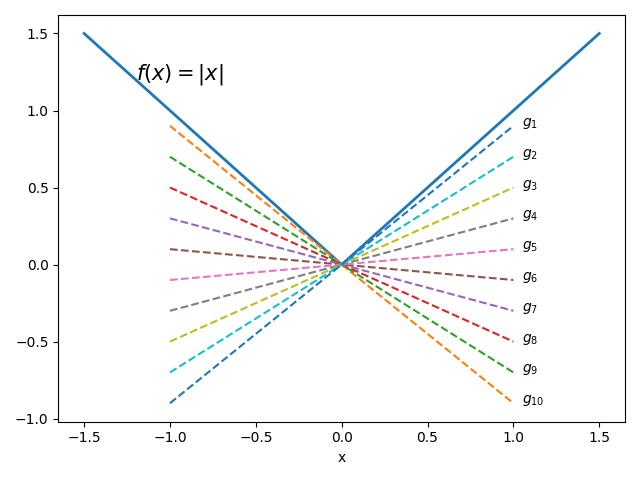 f(x) = |x|
1.5
1.0
0.5
0.0
−0.5
−1.0
g₁
g₂
g₃
g₄
g₅
g₆
g₇
g₈
g₉
g₁₀
−1.5 −1.0 −0.5 0.0 0.5 1.0 1.5
x